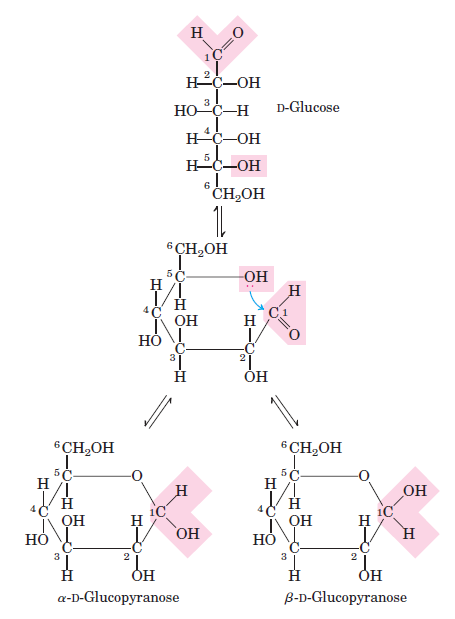 H O
1 C
H 2 C OH
HO 3 C H D-Glucose
H 4 C OH
H 5 C OH
6 CH₂OH
6 CH₂OH
5 C OH
H H
4 C H C 1
OH H O
HO
C C
3 2
H OH
6 CH₂OH 6 CH₂OH
5 C O 5 C O
H H H OH
4 C H 1 C 4 C H 1 C
OH H OH OH H H
HO HO
C C C C
3 2 3 2
H OH H OH
α-D-Glucopyranose β-D-Glucopyranose